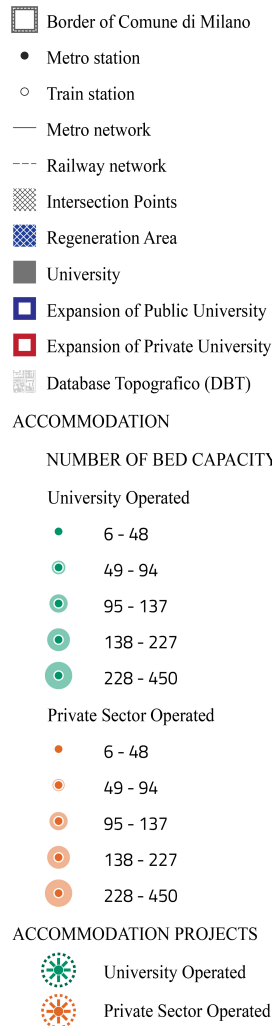 Border of Comune di Milano
Metro station
Train station
Metro network
Railway network
Intersection Points
Regeneration Area
University
Expansion of Public University
Expansion of Private University
Database Topografico (DBT)
ACCOMMODATION
NUMBER OF BED CAPACITY
University Operated
6 - 48
49 - 94
95 - 137
138 - 227
228 - 450
Private Sector Operated
6 - 48
49 - 94
95 - 137
138 - 227
228 - 450
ACCOMMODATION PROJECTS
University Operated
Private Sector Operated